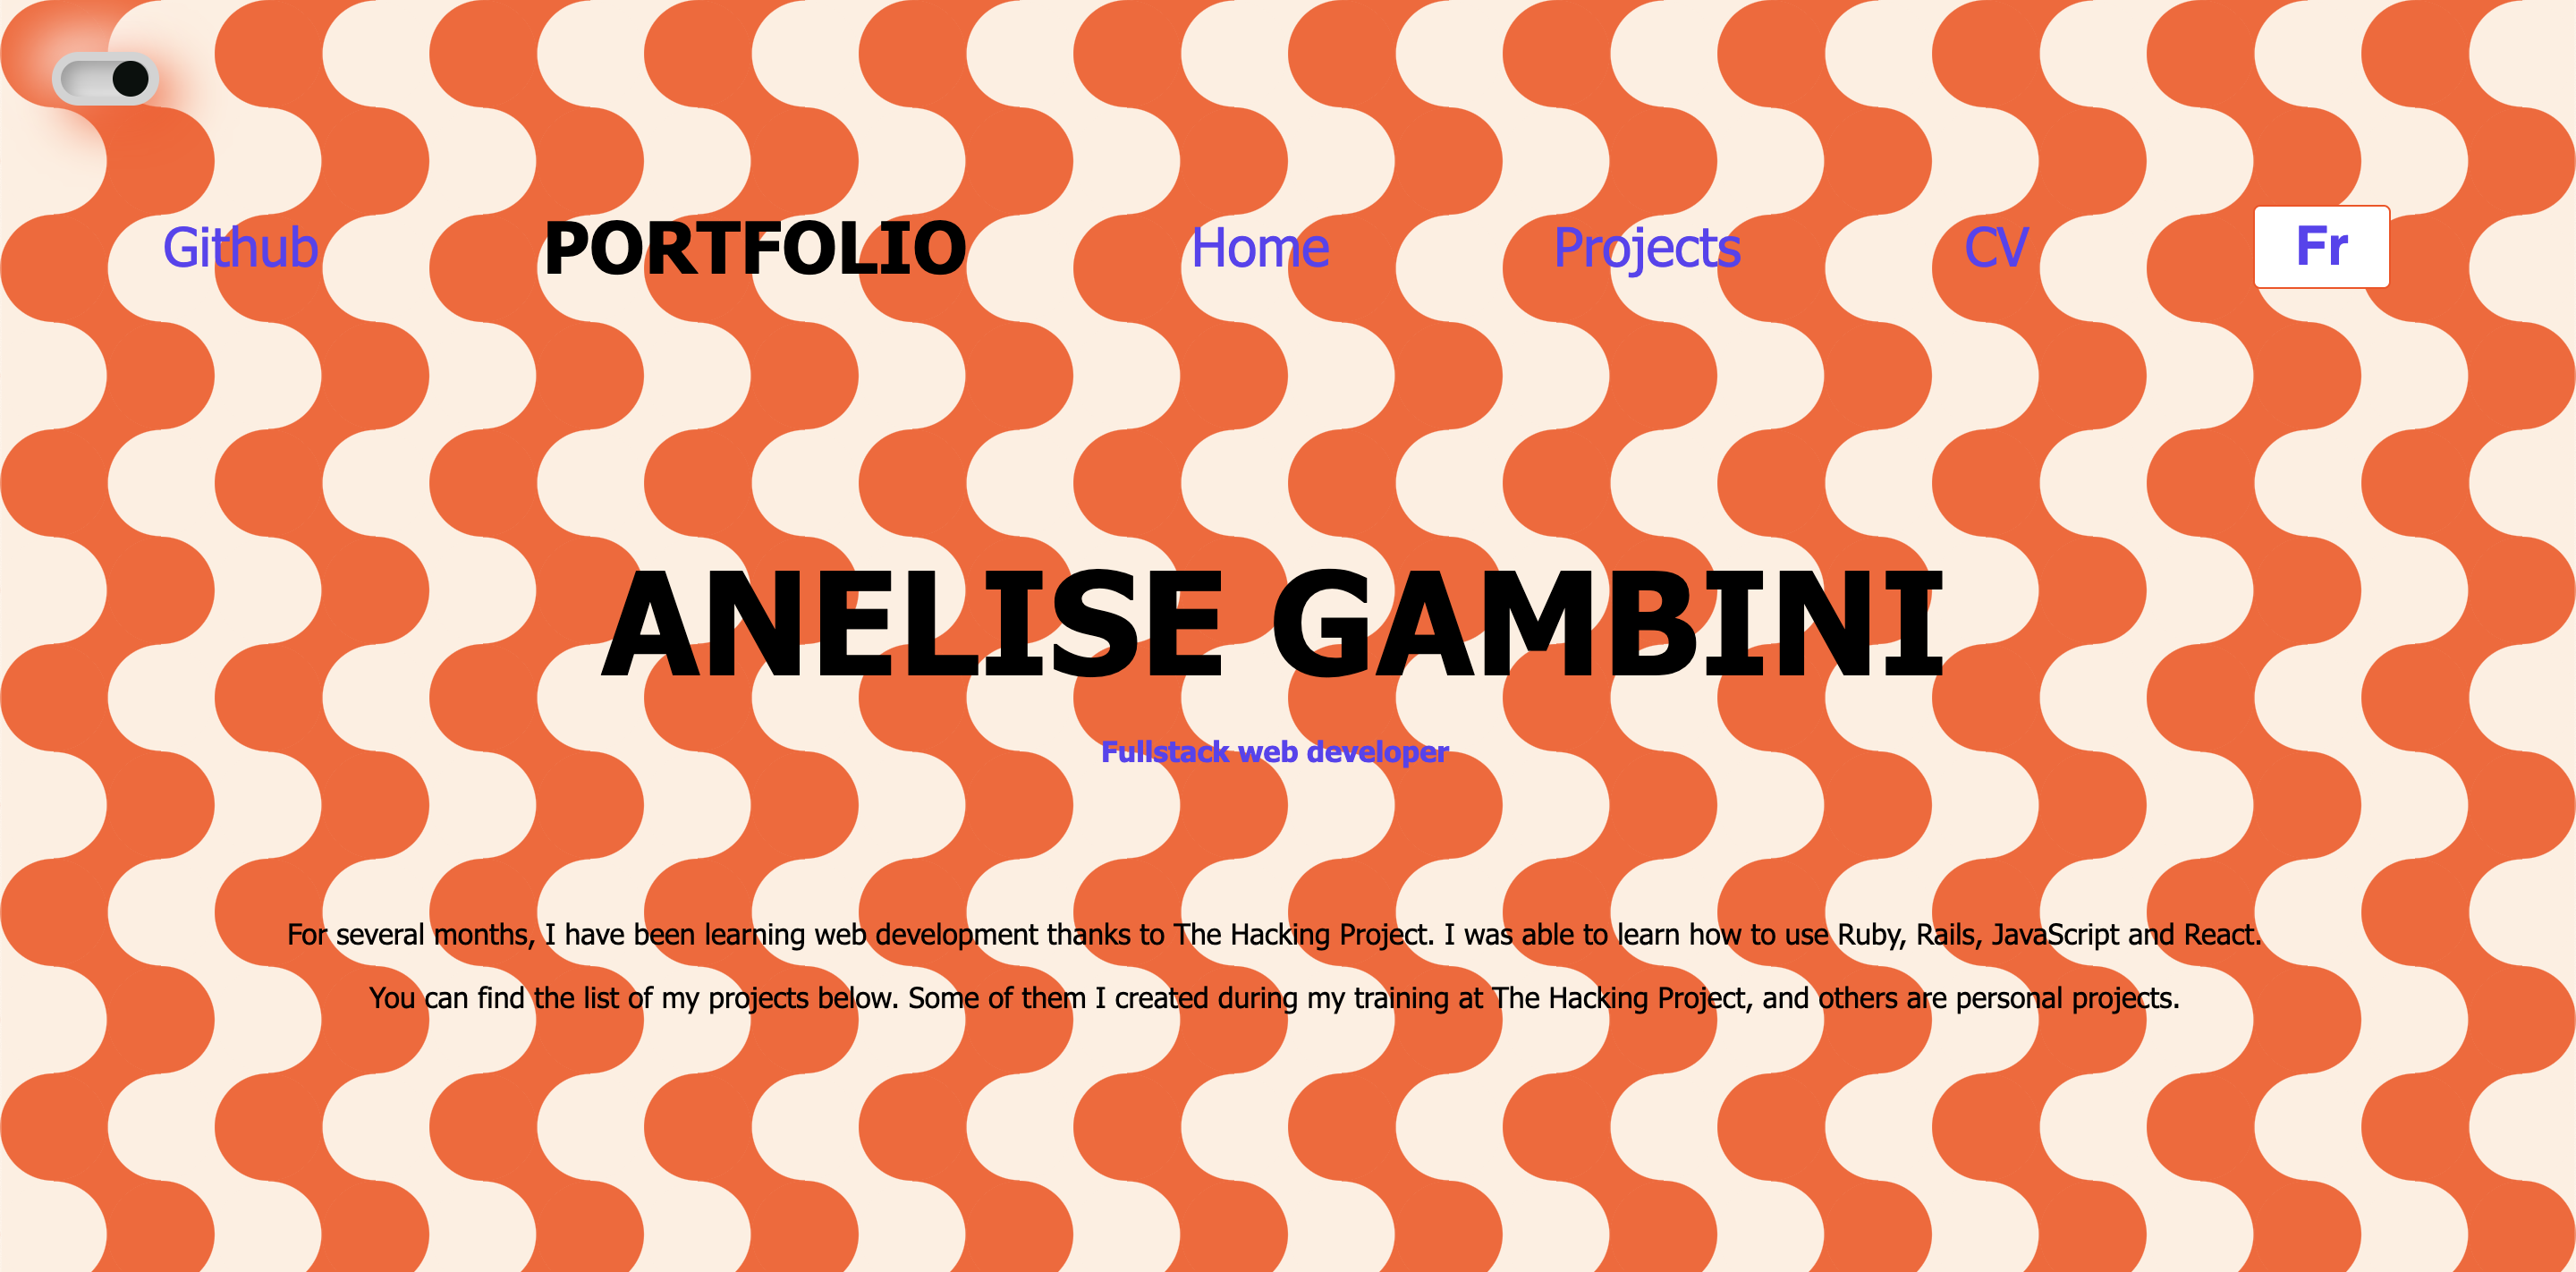 Github PORTFOLIO Home Projects CV Fr
ANELISE GAMBINI
Fullstack web developer
For several months, I have been learning web development thanks to The Hacking Project. I was able to learn how to use Ruby, Rails, JavaScript and React.
You can find the list of my projects below. Some of them I created during my training at The Hacking Project, and others are personal projects.